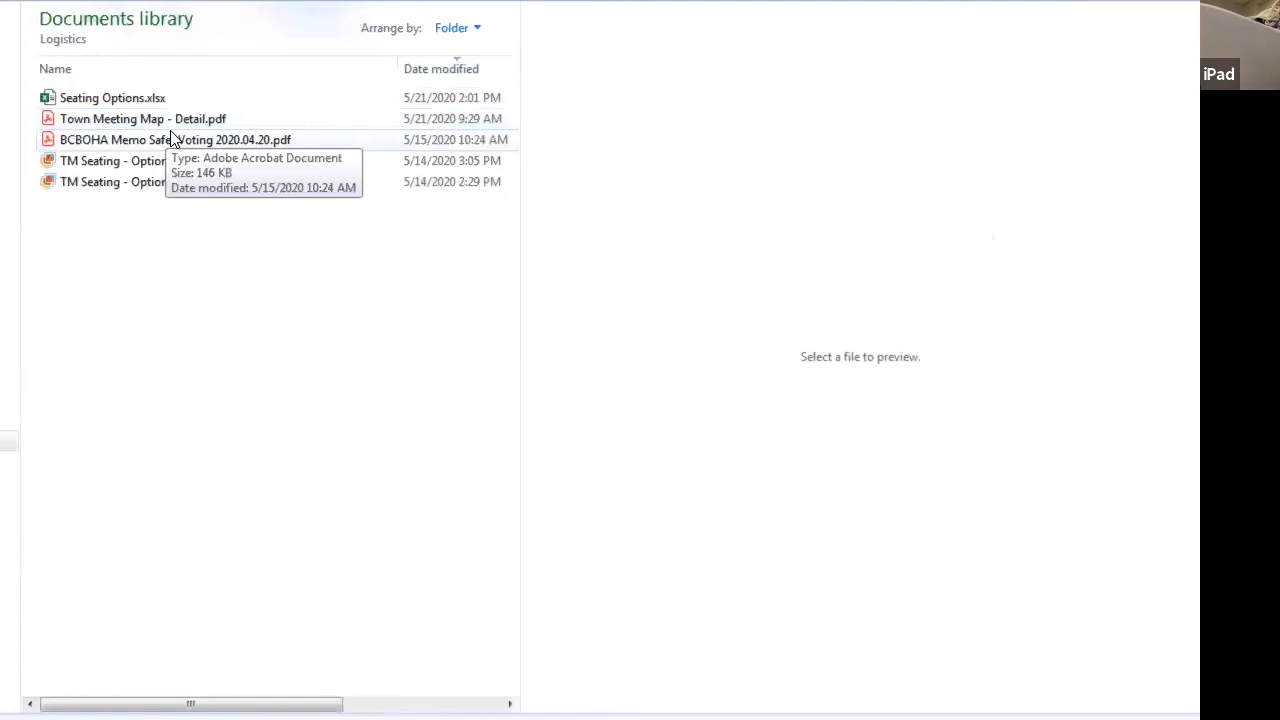 Documents library
Logistics
Arrange by: Folder
Name Date modified
Seating Options.xlsx 5/21/2020 2:01 PM
Town Meeting Map - Detail.pdf 5/21/2020 9:29 AM
BCBOHA Memo Safe Voting 2020.04.20.pdf 5/15/2020 10:24 AM
TM Seating - Option 5/14/2020 3:05 PM
TM Seating - Option 5/14/2020 2:29 PM
Type: Adobe Acrobat Document
Size: 146 KB
Date modified: 5/15/2020 10:24 AM
Select a file to preview.
iPad